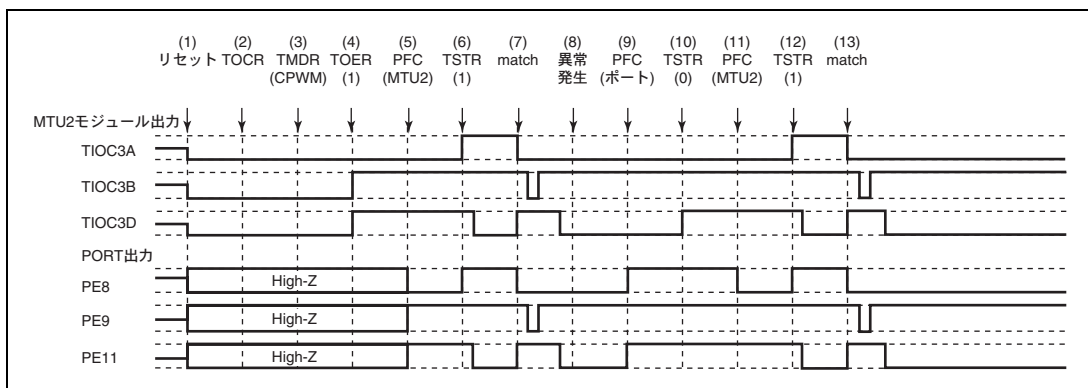 (1) (2) (3) (4) (5) (6) (7) (8) (9) (10) (11) (12) (13)
リセット TOCR TMDR TOER PFC TSTR match 異常 PFC TSTR PFC TSTR match
(CPWM) (1) (MTU2) (1) 発生 (ポート) (0) (MTU2) (1)
MTU2モジュール出力
TIOC3A
TIOC3B
TIOC3D
PORT出力
PE8 High-Z
PE9 High-Z
PE11 High-Z